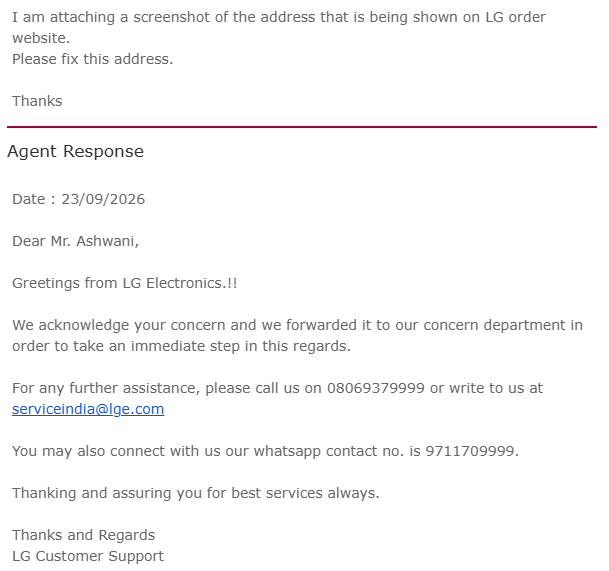 I am attaching a screenshot of the address that is being shown on LG order
website.
Please fix this address.
Thanks
Agent Response
Date : 23/09/2026
Dear Mr. Ashwani,
Greetings from LG Electronics.!!
We acknowledge your concern and we forwarded it to our concern department in
order to take an immediate step in this regards.
For any further assistance, please call us on 08069379999 or write to us at
serviceindia@lge.com
You may also connect with us our whatsapp contact no. is 9711709999.
Thanking and assuring you for best services always.
Thanks and Regards
LG Customer Support